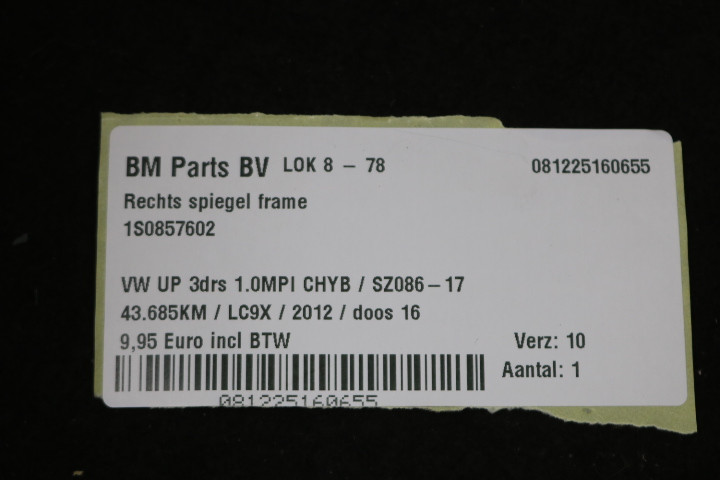 BM Parts BV LOK 8 - 78 081225160655
Rechts spiegel frame
1S0857602
VW UP 3drs 1.0MPI CHYB / SZ086-17
43.685KM / LC9X / 2012 / doos 16
9,95 Euro incl BTW Verz: 10
Aantal: 1
081225160655